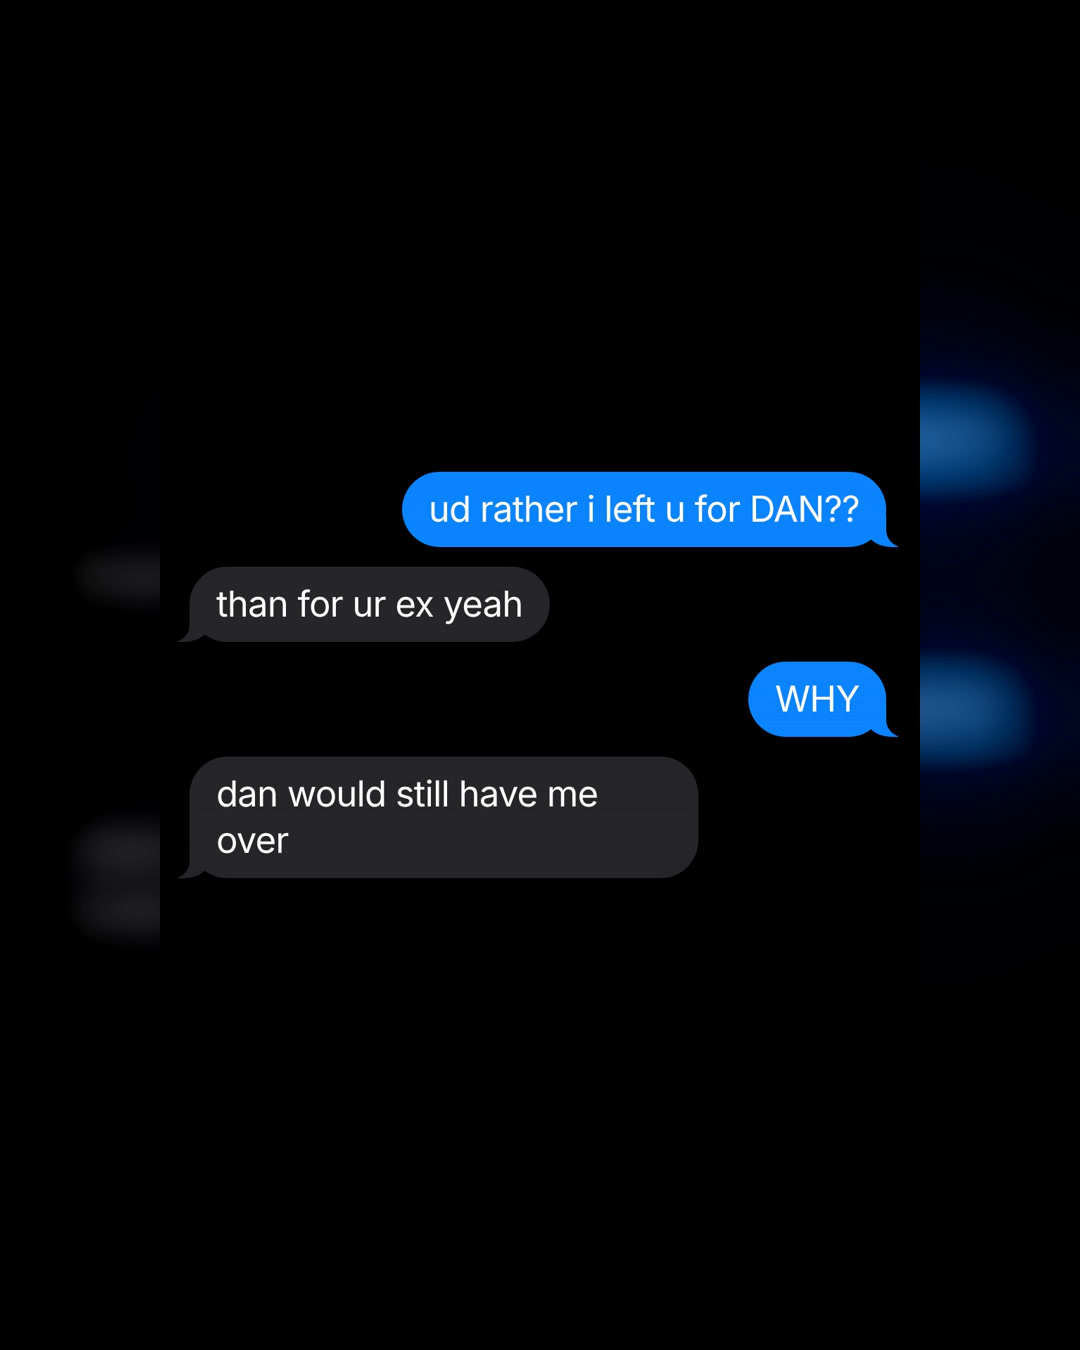 ud rather i left u for DAN??
than for ur ex yeah
WHY
dan would still have me
over